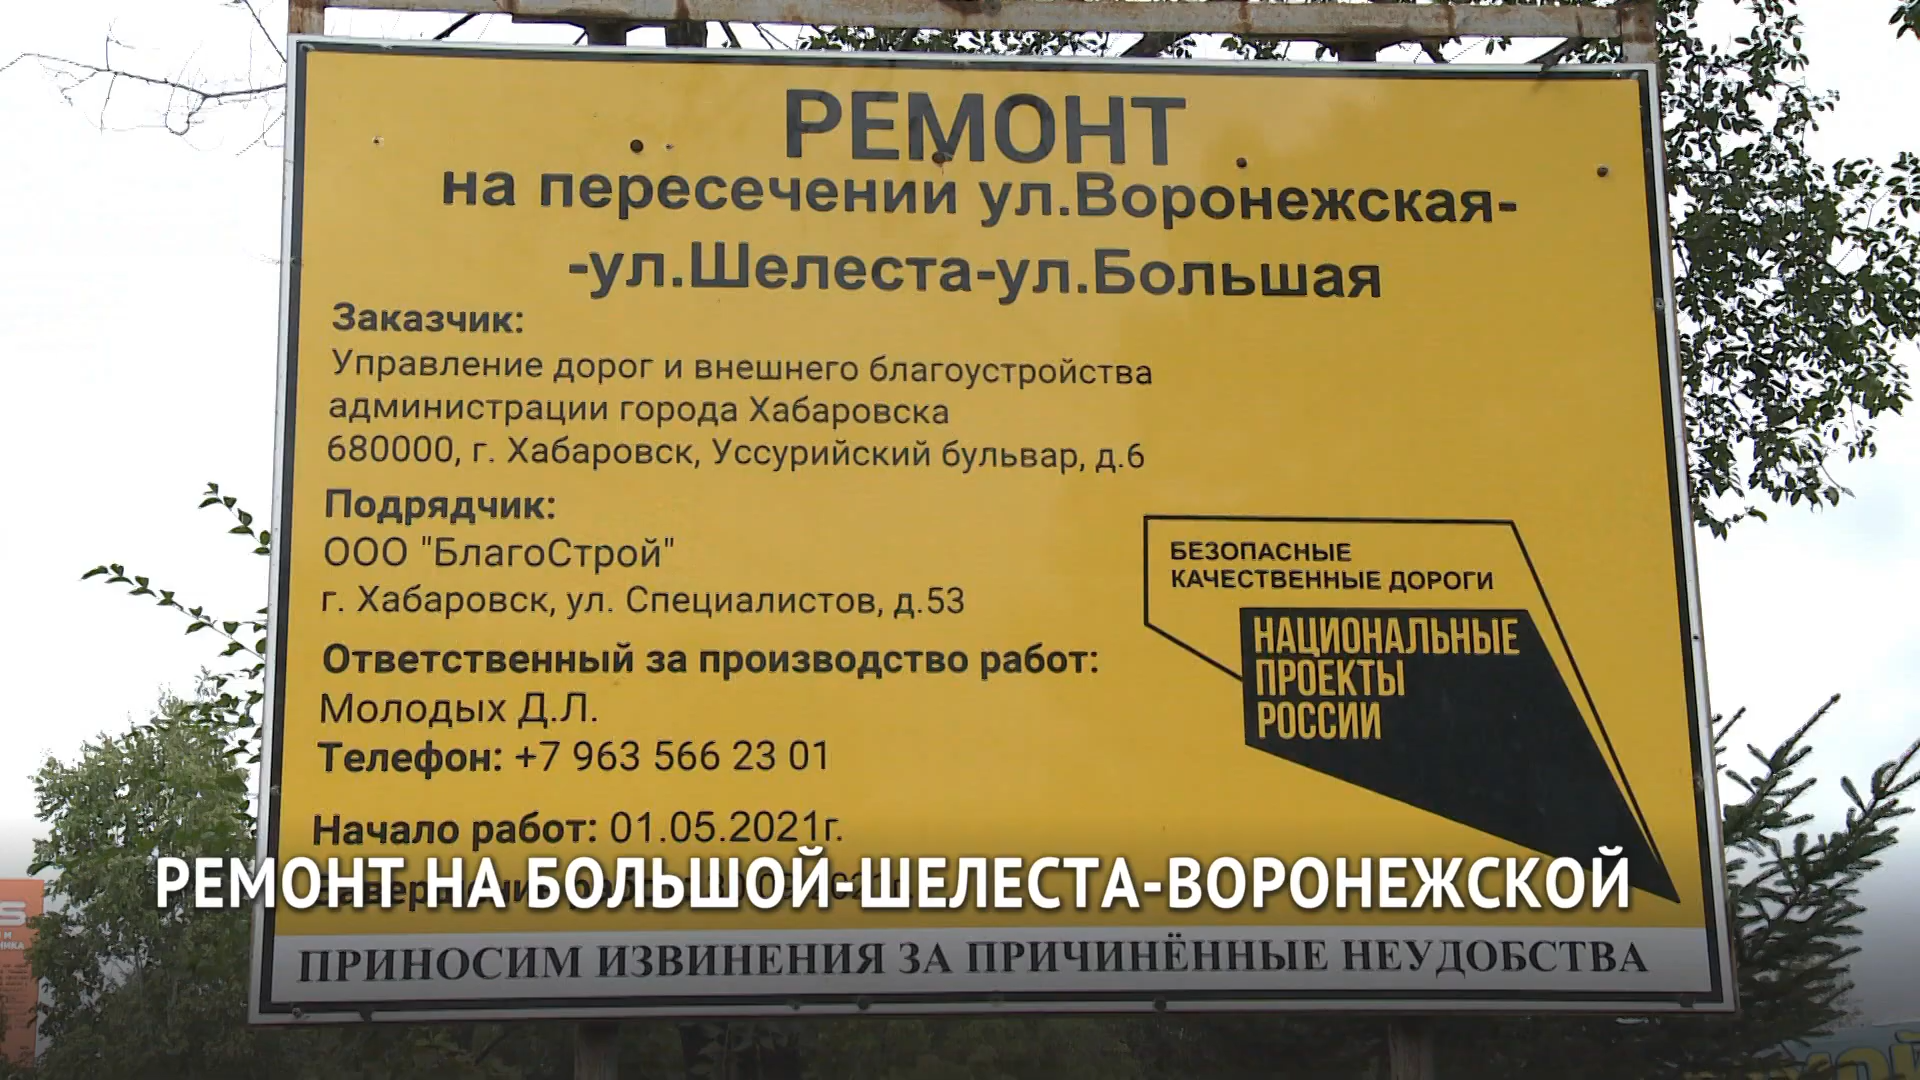 РЕМОНТ
на пересечении ул.Воронежская-
-ул.Шелеста-ул.Большая
Заказчик:
Управление дорог и внешнего благоустройства
администрации города Хабаровска
680000, г. Хабаровск, Уссурийский бульвар, д.6
Подрядчик:
ООО "БлагоСтрой"
г. Хабаровск, ул. Специалистов, д.53
Ответственный за производство работ:
Молодых Д.Л.
Телефон: +7 963 566 23 01
Начало работ: 01.05.2021г.
БЕЗОПАСНЫЕ
КАЧЕСТВЕННЫЕ ДОРОГИ
НАЦИОНАЛЬНЫЕ
ПРОЕКТЫ
РОССИИ
РЕМОНТ НА БОЛЬШОЙ-ШЕЛЕСТА-ВОРОНЕЖСКОЙ
ПРИНОСИМ ИЗВИНЕНИЯ ЗА ПРИЧИНЁННЫЕ НЕУДОБСТВА